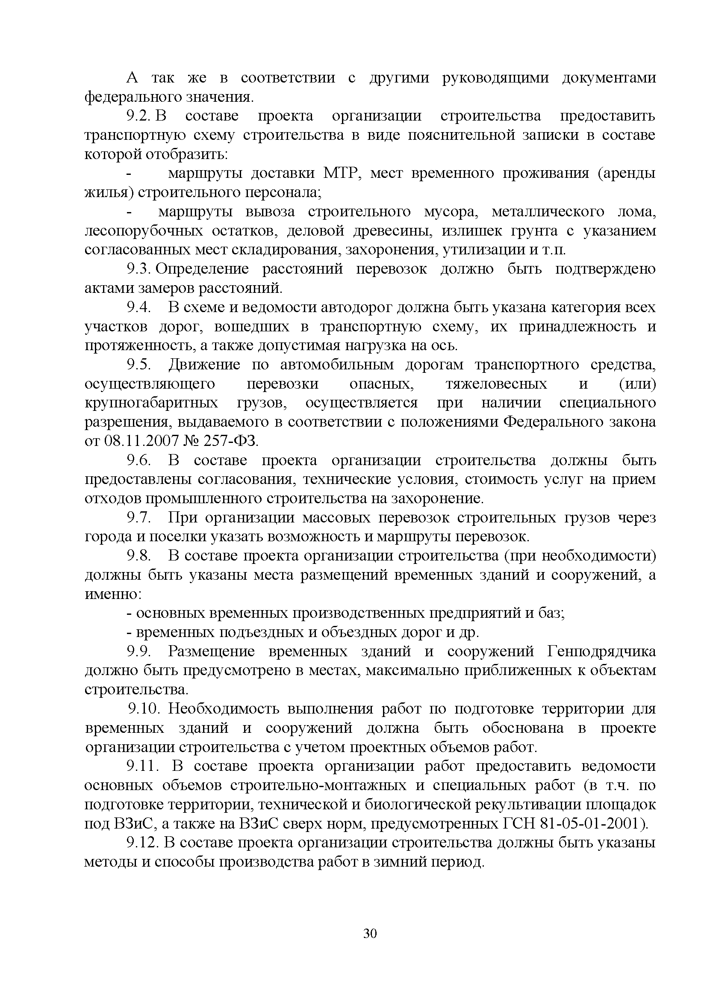 А так же в соответствии с другими руководящими документами
федерального значения.
9.2. В составе проекта организации строительства предоставить
транспортную схему строительства в виде пояснительной записки в составе
которой отобразить:
- маршруты доставки МТР, мест временного проживания (аренды
жилья) строительного персонала;
- маршруты вывоза строительного мусора, металлического лома,
лесопорубочных остатков, деловой древесины, излишек грунта с указанием
согласованных мест складирования, захоронения, утилизации и т.п.
9.3. Определение расстояний перевозок должно быть подтверждено
актами замеров расстояний.
9.4. В схеме и ведомости автодорог должна быть указана категория всех
участков дорог, вошедших в транспортную схему, их принадлежность и
протяженность, а также допустимая нагрузка на ось.
9.5. Движение по автомобильным дорогам транспортного средства,
осуществляющего перевозки опасных, тяжеловесных и (или)
крупногабаритных грузов, осуществляется при наличии специального
разрешения, выдаваемого в соответствии с положениями Федерального закона
от 08.11.2007 № 257-ФЗ.
9.6. В составе проекта организации строительства должны быть
предоставлены согласования, технические условия, стоимость услуг на прием
отходов промышленного строительства на захоронение.
9.7. При организации массовых перевозок строительных грузов через
города и поселки указать возможность и маршруты перевозок.
9.8. В составе проекта организации строительства (при необходимости)
должны быть указаны места размещений временных зданий и сооружений, а
именно:
- основных временных производственных предприятий и баз;
- временных подъездных и объездных дорог и др.
9.9. Размещение временных зданий и сооружений Генподрядчика
должно быть предусмотрено в местах, максимально приближенных к объектам
строительства.
9.10. Необходимость выполнения работ по подготовке территории для
временных зданий и сооружений должна быть обоснована в проекте
организации строительства с учетом проектных объемов работ.
9.11. В составе проекта организации работ предоставить ведомости
основных объемов строительно-монтажных и специальных работ (в т.ч. по
подготовке территории, технической и биологической рекультивации площадок
под ВЗиС, а также на ВЗиС сверх норм, предусмотренных ГСН 81-05-01-2001).
9.12. В составе проекта организации строительства должны быть указаны
методы и способы производства работ в зимний период.
30